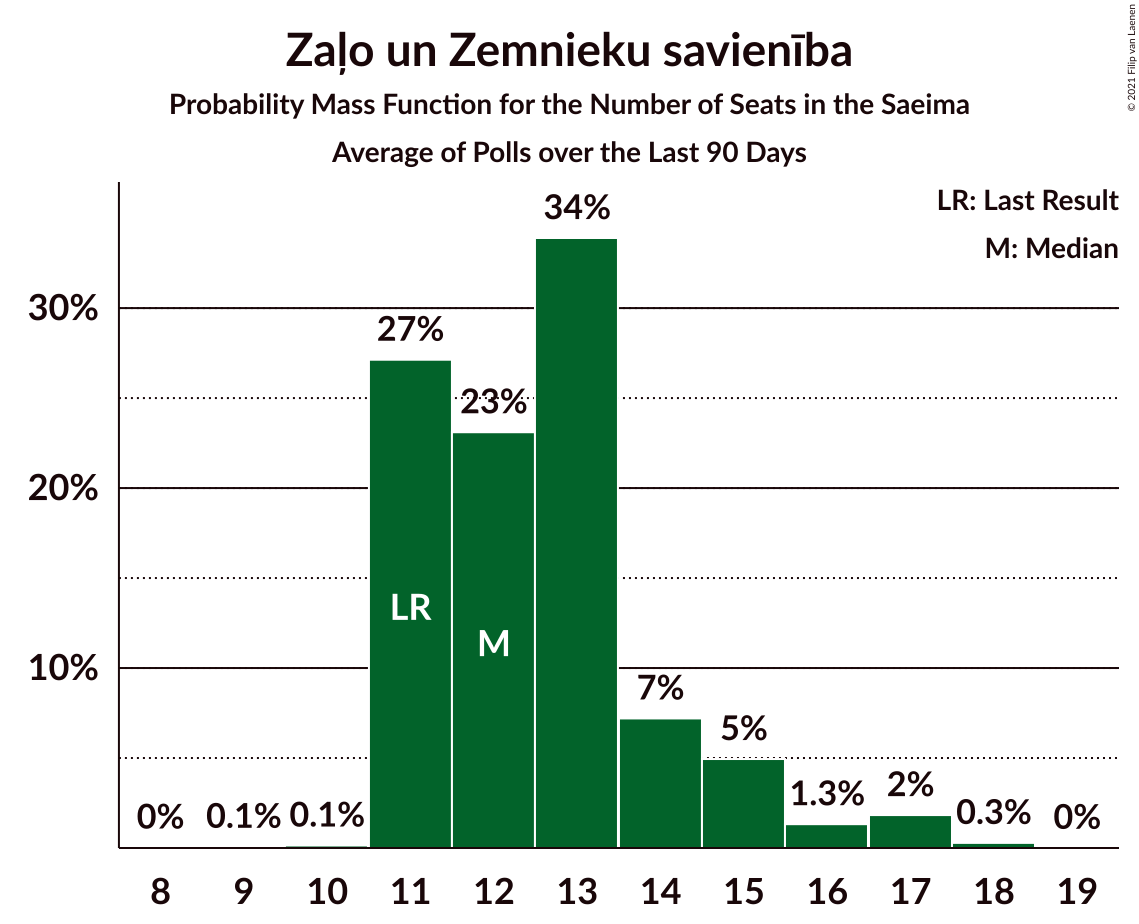 Zaļo un Zemnieku savienība
Probability Mass Function for the Number of Seats in the Saeima
Average of Polls over the Last 90 Days
© 2021 Filip van Laenen
LR: Last Result
M: Median
34%
30%
27%
23%
20%
LR
M
10%
7%
5%
0% 0.1% 0.1% 1.3% 2% 0.3% 0%
8 9 10 11 12 13 14 15 16 17 18 19